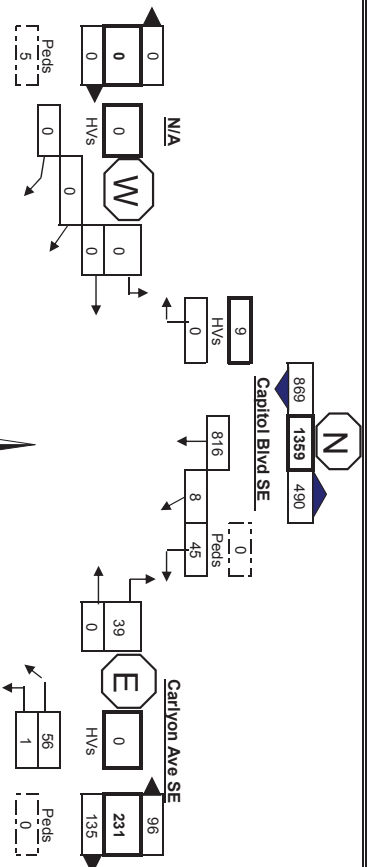 N
869 1359 490
Capitol Blvd SE
9
HVs
0
816 8 45
Peds
0
N/A
0
0
0
0
HVs
W
0
0
0
0
Peds
5
39
0
E
Carlyon Ave SE
0
HVs
96
231
135
56
1
Peds
0